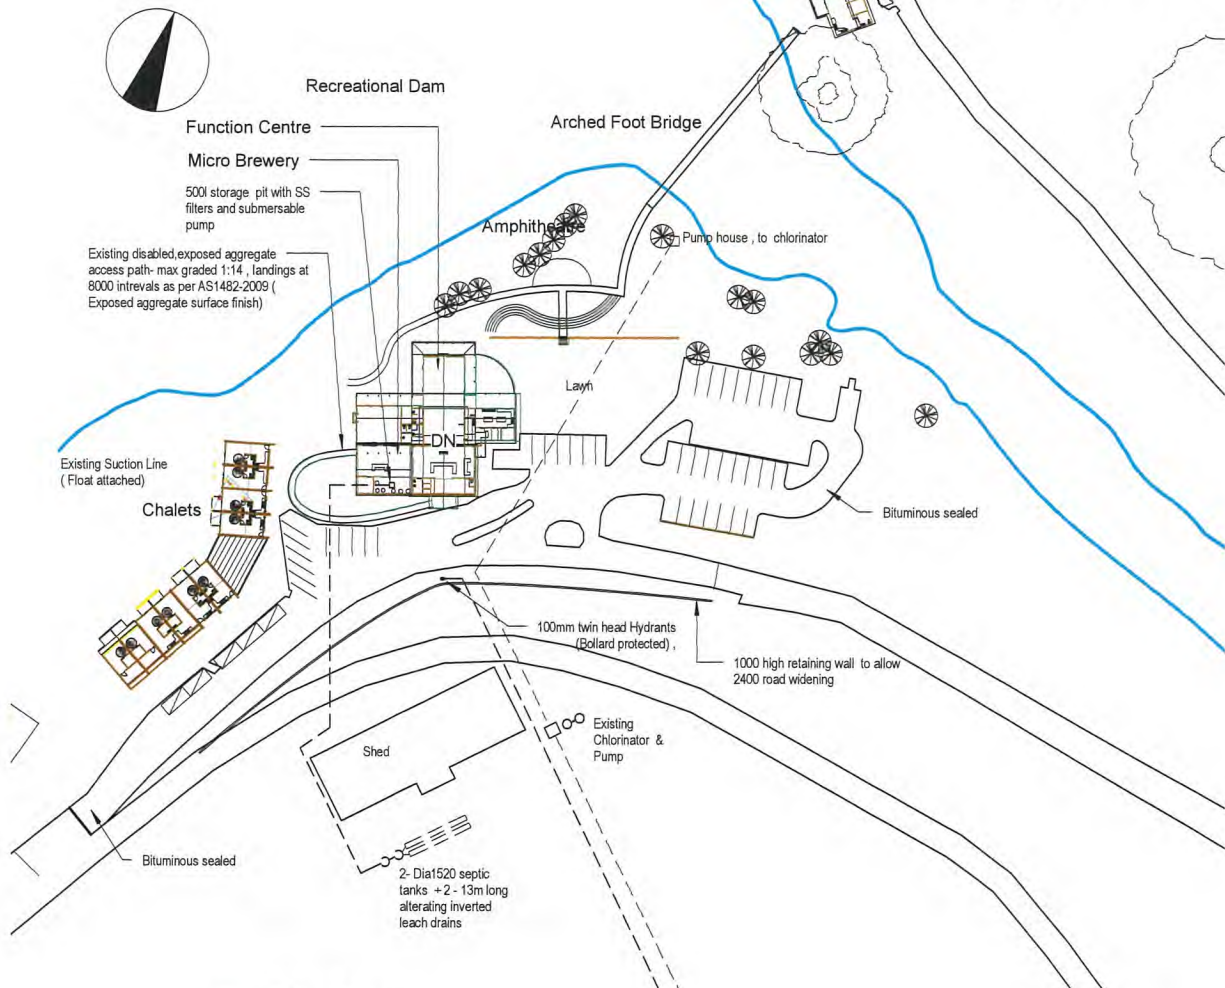 Recreational Dam
Function Centre
Arched Foot Bridge
Micro Brewery
500l storage pit with SS
filters and submersable
pump
Amphitheatre
Pump house , to chlorinator
Existing disabled,exposed aggregate
access path- max graded 1:14 , landings at
8000 intrevals as per AS1482-2009 (
Exposed aggregate surface finish)
Lawn
DN
Existing Suction Line
( Float attached)
Chalets
Bituminous sealed
100mm twin head Hydrants
(Bollard protected) ,
1000 high retaining wall to allow
2400 road widening
Existing
Chlorinator &
Pump
Shed
Bituminous sealed
2- Dia1520 septic
tanks + 2 - 13m long
alterating inverted
leach drains